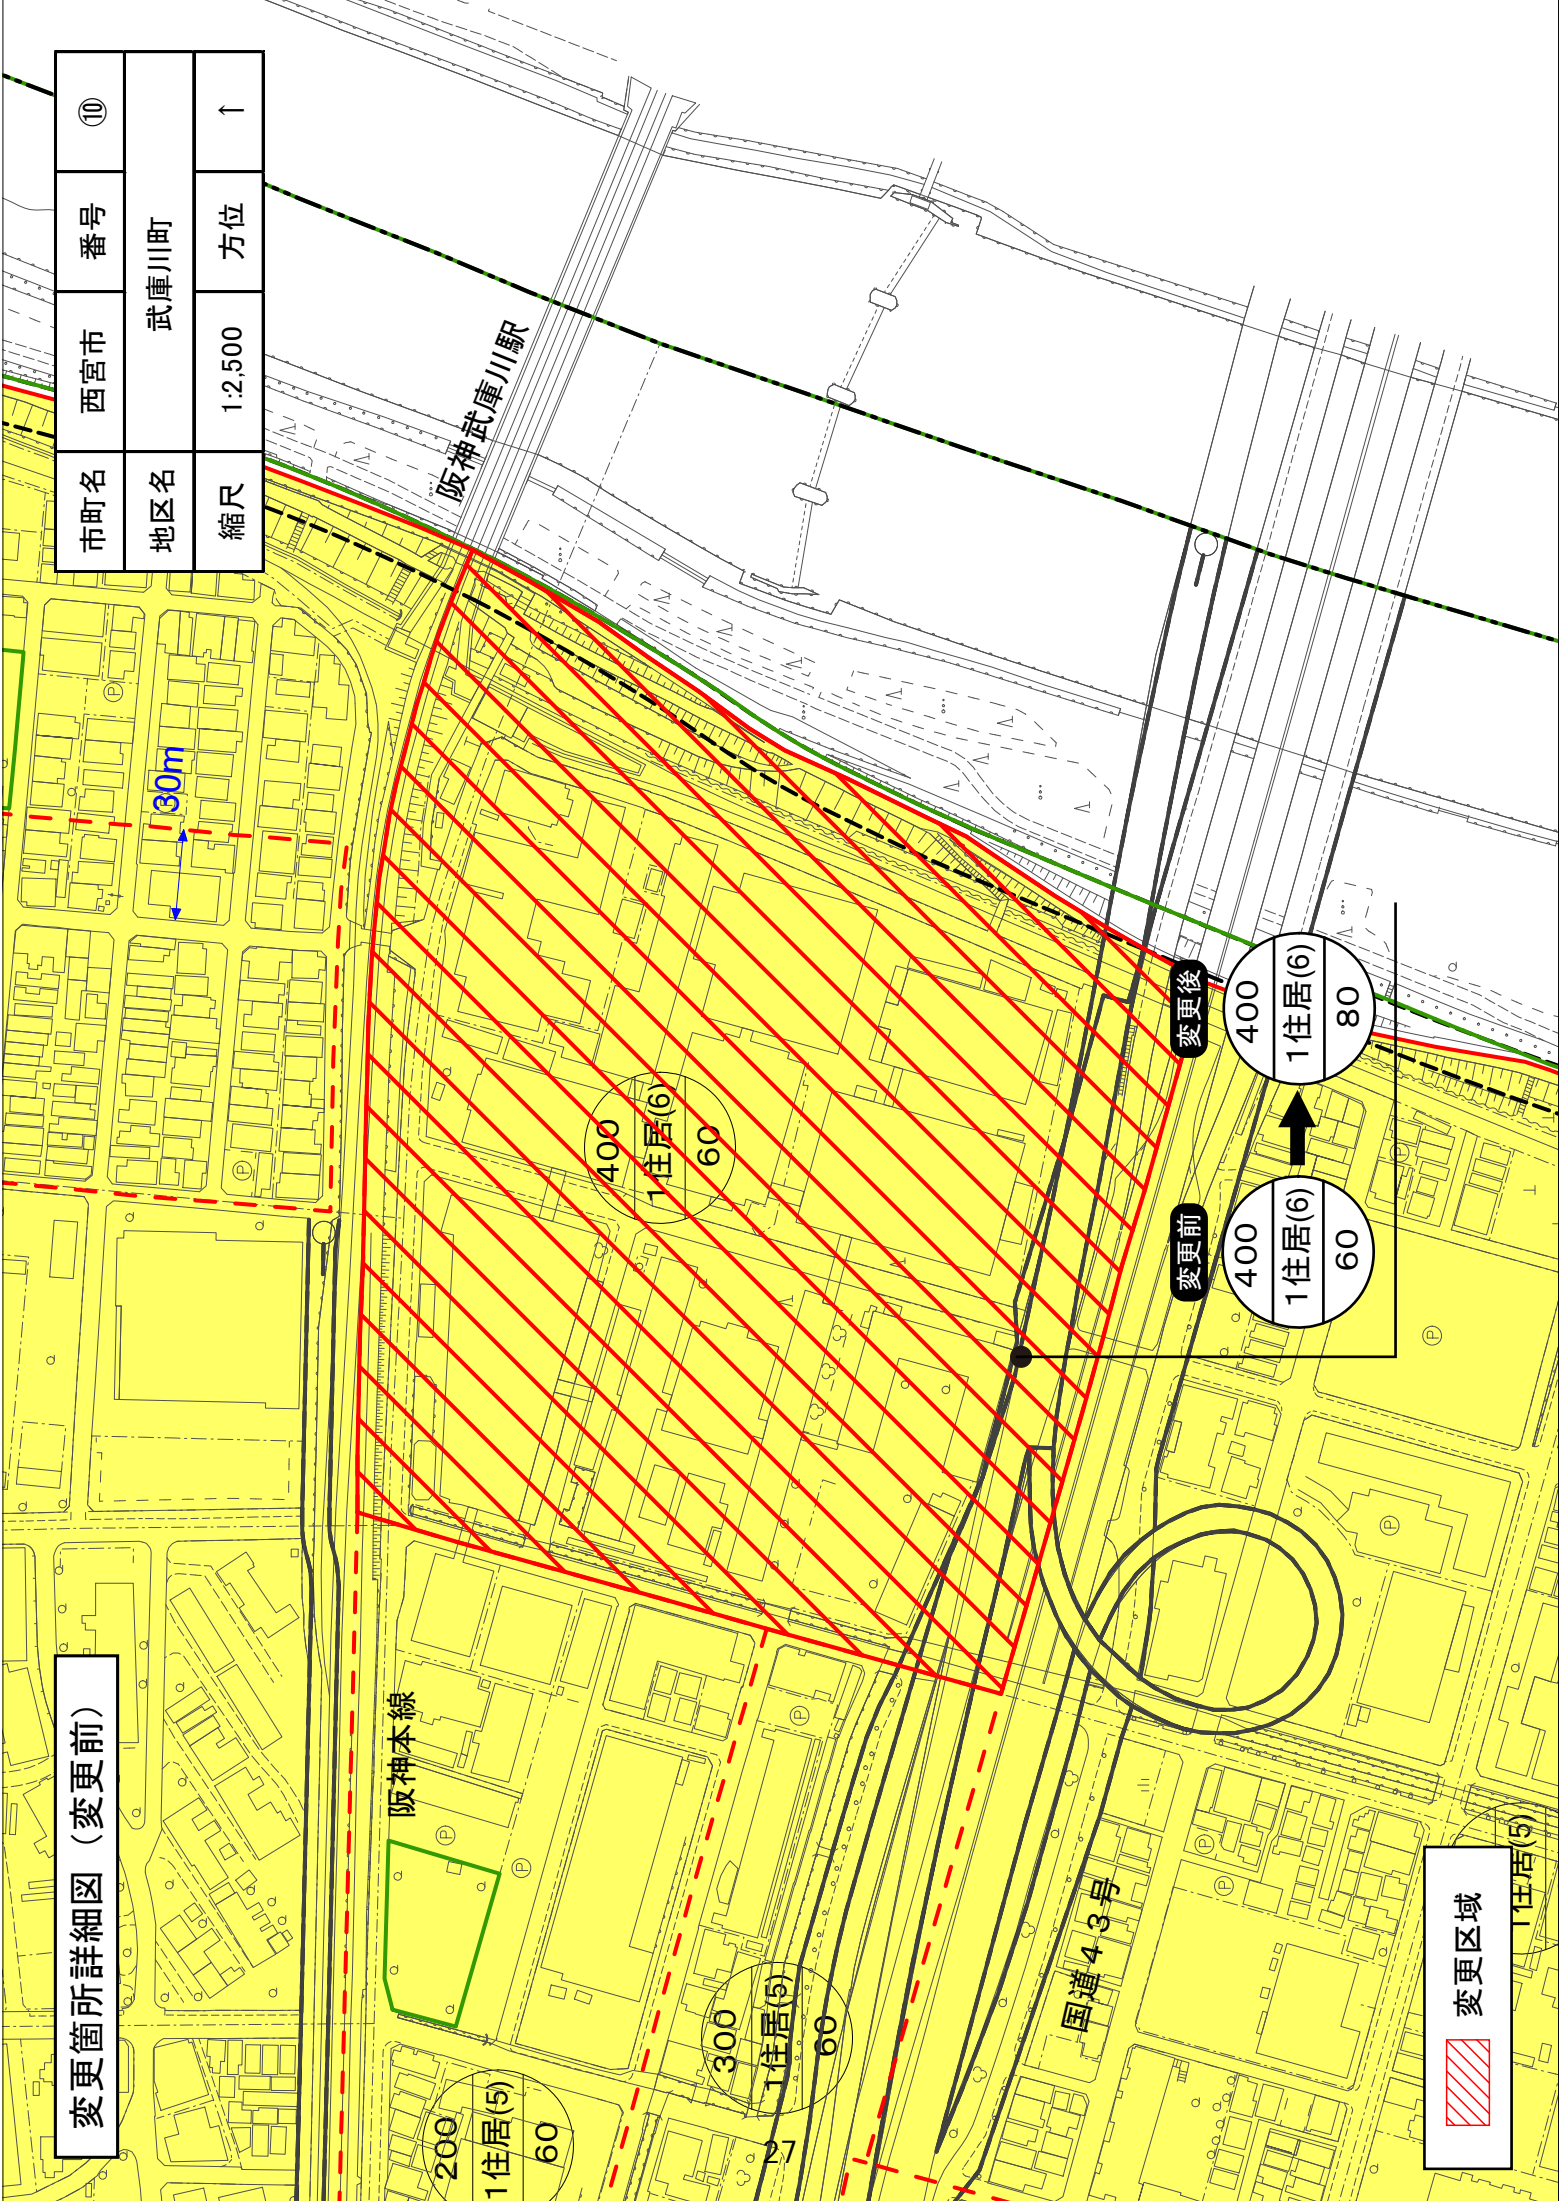 変更箇所詳細図（変更前）
市町名 西宮市 番号 ⑩
地区名 武庫川町
縮尺 1:2,500 方位 ↑
阪神武庫川駅
30m
阪神本線
400
1住居(6)
60
変更前
400
1住居(6)
60
変更後
400
1住居(6)
80
200
1住居(5)
60
300
1住居(5)
60
国道43号
1住居(5)
変更区域
27